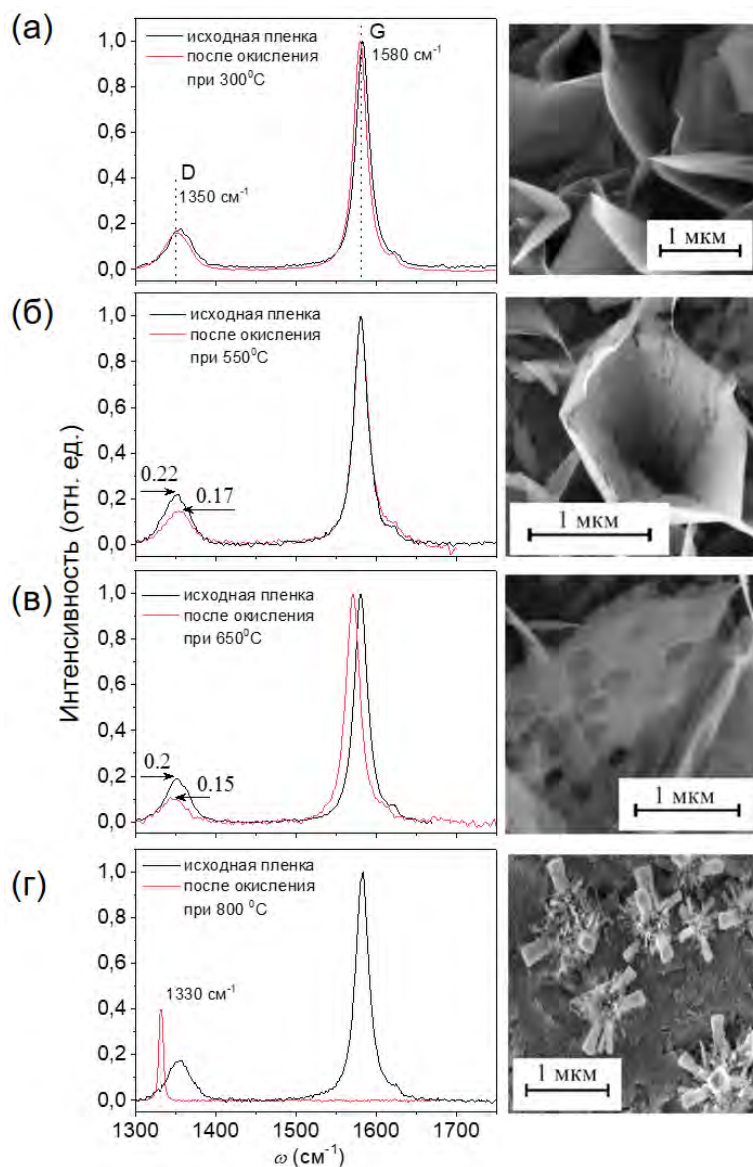 (а)
1,0
0,8
0,6
0,4
0,2
0,0
исходная пленка
после окисления
при 300⁰С
D
1350 см⁻¹
G
1580 см⁻¹
1 мкм
(б)
1,0
0,8
0,6
0,4
0,2
0,0
исходная пленка
после окисления
при 550⁰С
0.22
0.17
1 мкм
Интенсивность (отн. ед.)
(в)
1,0
0,8
0,6
0,4
0,2
0,0
исходная пленка
после окисления
при 650⁰С
0.2
0.15
1 мкм
(г)
1,0
0,8
0,6
0,4
0,2
0,0
исходная пленка
после окисления
при 800 ⁰С
1330 см⁻¹
1 мкм
1300 1400 1500 1600 1700
ω (см⁻¹)